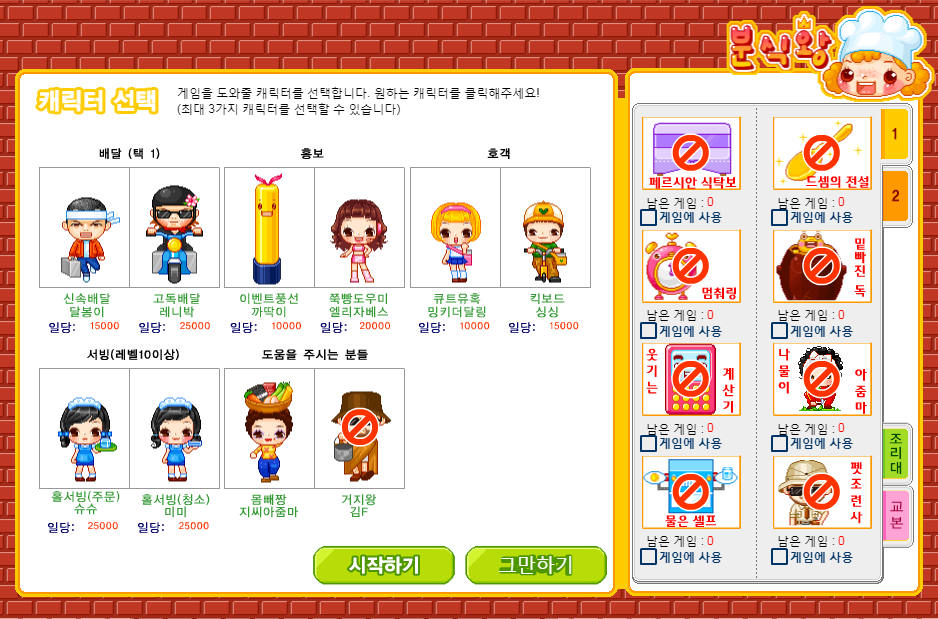 분식왕
캐릭터 선택
게임을 도와줄 캐릭터를 선택합니다. 원하는 캐릭터를 클릭해주세요!
(최대 3가지 캐릭터를 선택할 수 있습니다)
배달 (택 1)
홍보
호객
신속배달
달봉이
일당: 15000
고독배달
레니박
일당: 25000
이벤트풍선
까딱이
일당: 10000
쭉빵도우미
엘리자베스
일당: 20000
큐트유혹
밍키더달링
일당: 10000
킥보드
싱싱
일당: 15000
서빙(레벨10이상)
도움을 주시는 분들
홀서빙(주문)
슈슈
일당: 25000
홀서빙(청소)
미미
일당: 25000
몸빼짱
지씨아줌마
거지왕
김F
시작하기
그만하기
페르시안 식탁보
남은 게임 : 0
게임에 사용
드셈의 전설
남은 게임 : 0
게임에 사용
멈춰링
남은 게임 : 0
게임에 사용
밑빠진 독
남은 게임 : 0
게임에 사용
웃기는 계산기
남은 게임 : 0
게임에 사용
나물이 아줌마
남은 게임 : 0
게임에 사용
물은 셀프
남은 게임 : 0
게임에 사용
펫조련사
남은 게임 : 0
게임에 사용
1
2
조리대
교본